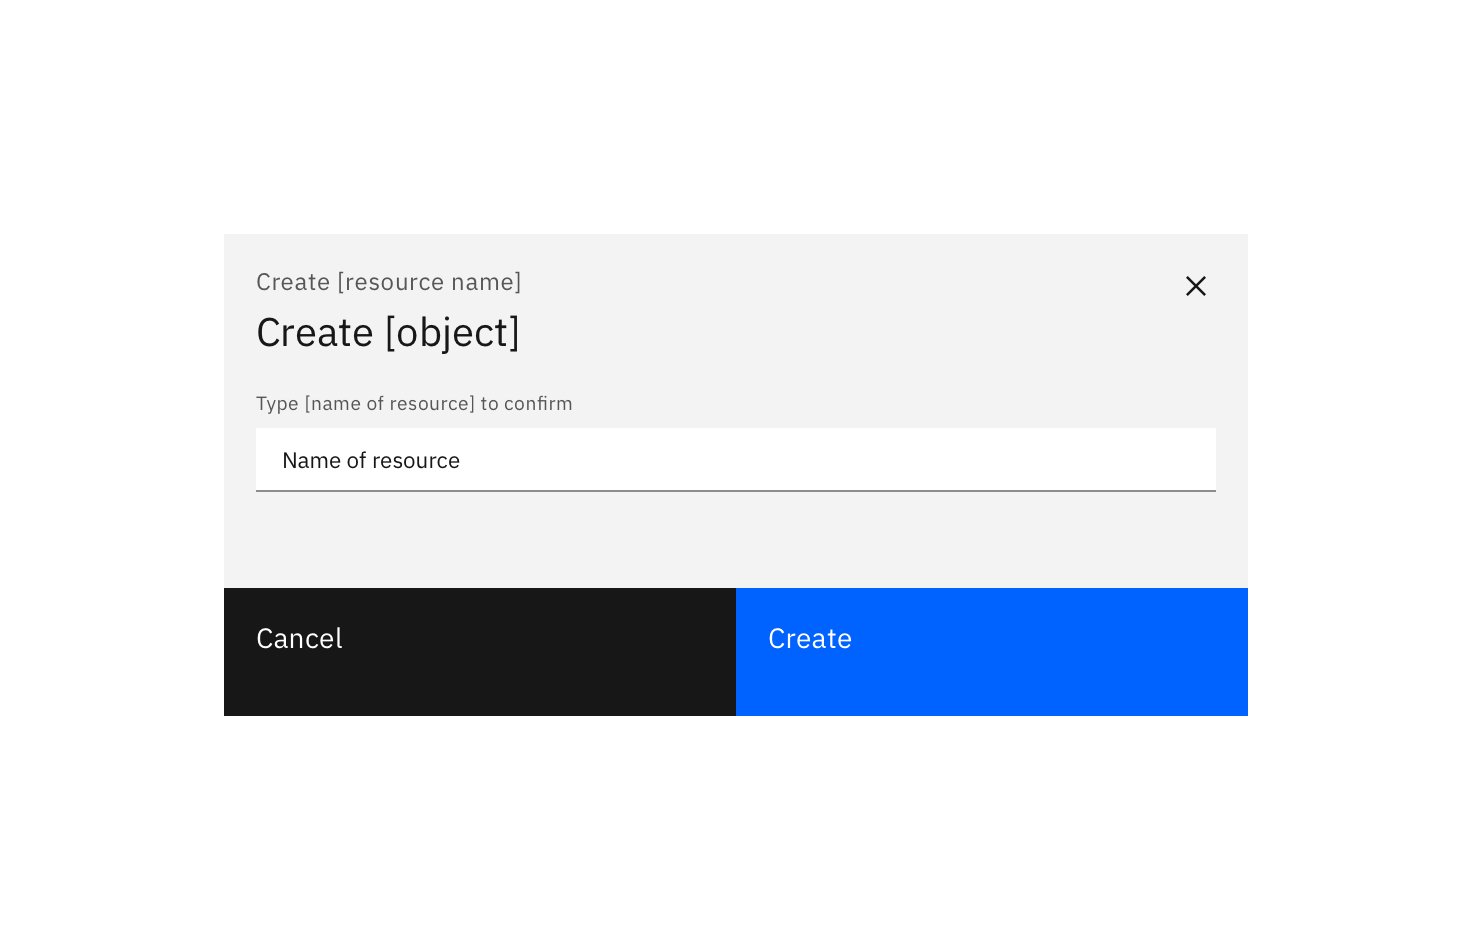 Create [resource name]
Create [object]
Type [name of resource] to confirm
Name of resource
Cancel
Create